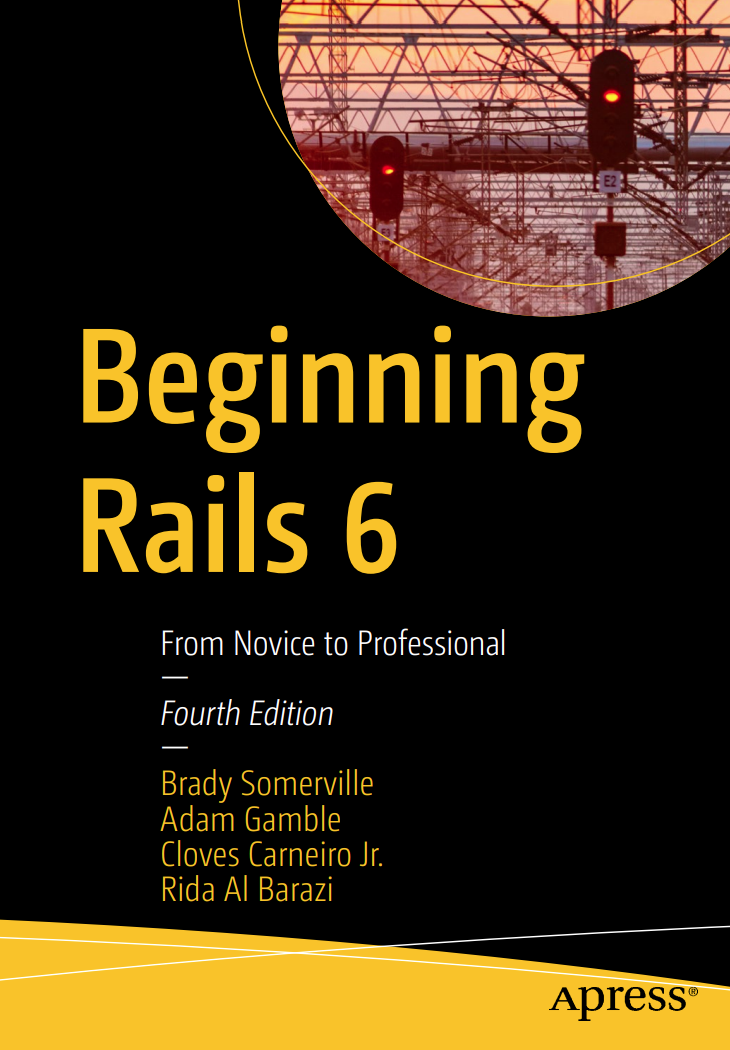 E2
Beginning
Rails 6
From Novice to Professional
—
Fourth Edition
—
Brady Somerville
Adam Gamble
Cloves Carneiro Jr.
Rida Al Barazi
Apress®